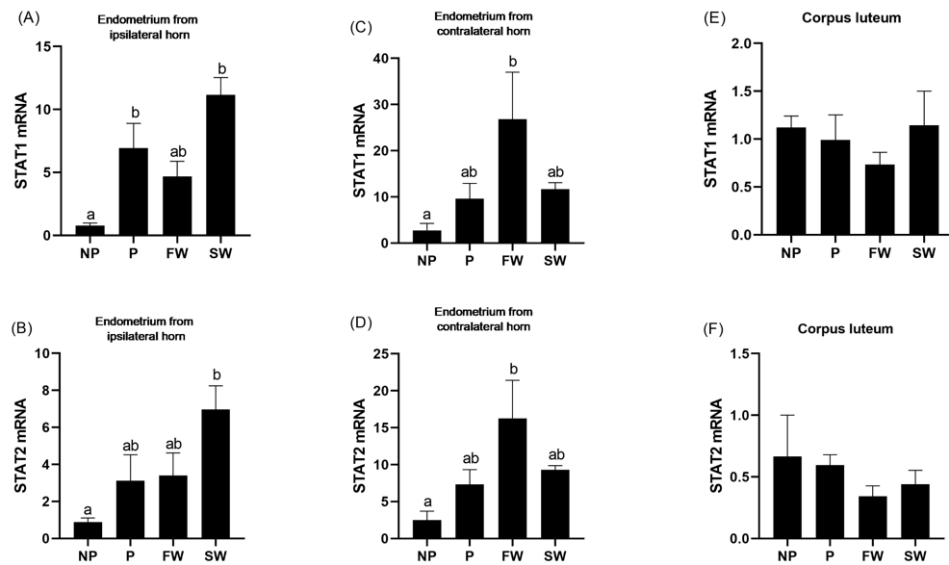 (A)
Endometrium from
ipsilateral horn
STAT1 mRNA
15
10
5
0
a
b
ab
b
NP P FW SW
(C)
Endometrium from
contralateral horn
STAT1 mRNA
40
30
20
10
0
a
ab
b
ab
NP P FW SW
(E)
Corpus luteum
STAT1 mRNA
2.0
1.5
1.0
0.5
0.0
NP P FW SW
(B)
Endometrium from
ipsilateral horn
STAT2 mRNA
10
8
6
4
2
0
a
ab
ab
b
NP P FW SW
(D)
Endometrium from
contralateral horn
STAT2 mRNA
25
20
15
10
5
0
a
ab
b
ab
NP P FW SW
(F)
Corpus luteum
STAT2 mRNA
1.5
1.0
0.5
0.0
NP P FW SW